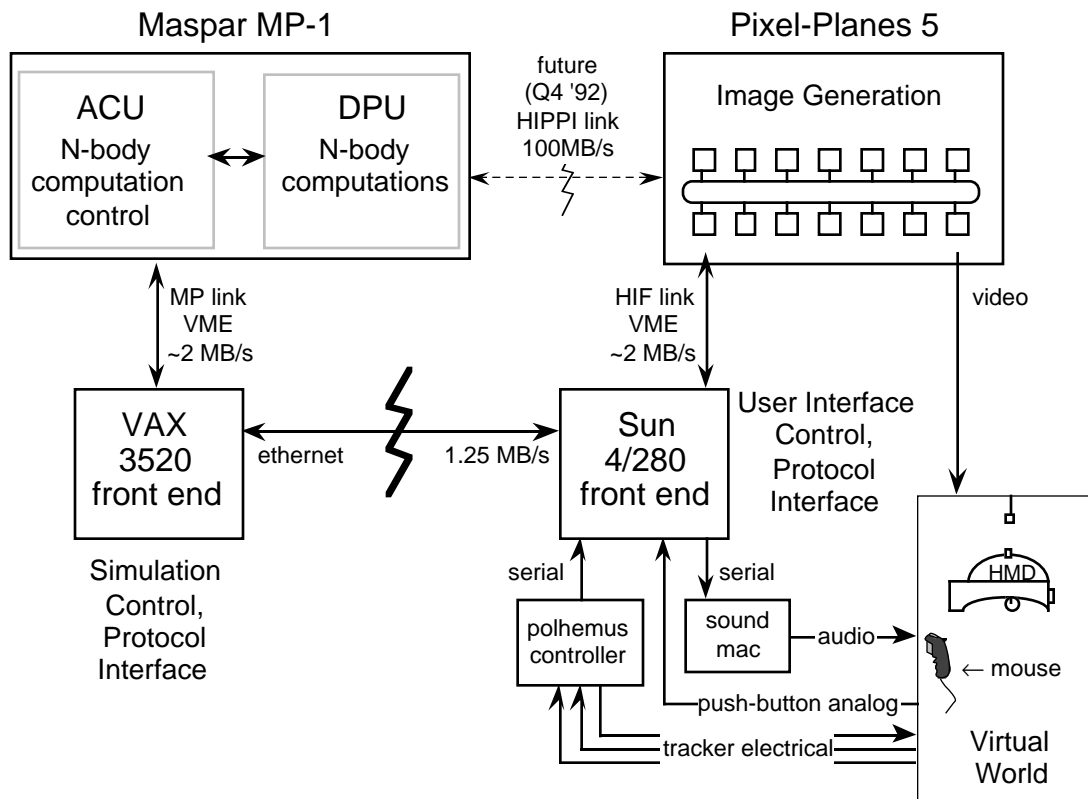 Maspar MP-1
Pixel-Planes 5
ACU
N-body
computation
control
DPU
N-body
computations
future
(Q4 '92)
HIPPI link
100MB/s
Image Generation
MP link
VME
~2 MB/s
HIF link
VME
~2 MB/s
video
VAX
3520
front end
ethernet
1.25 MB/s
Sun
4/280
front end
User Interface
Control,
Protocol
Interface
Simulation
Control,
Protocol
Interface
serial
serial
HMD
polhemus
controller
sound
mac
audio
← mouse
push-button analog
tracker electrical
Virtual
World